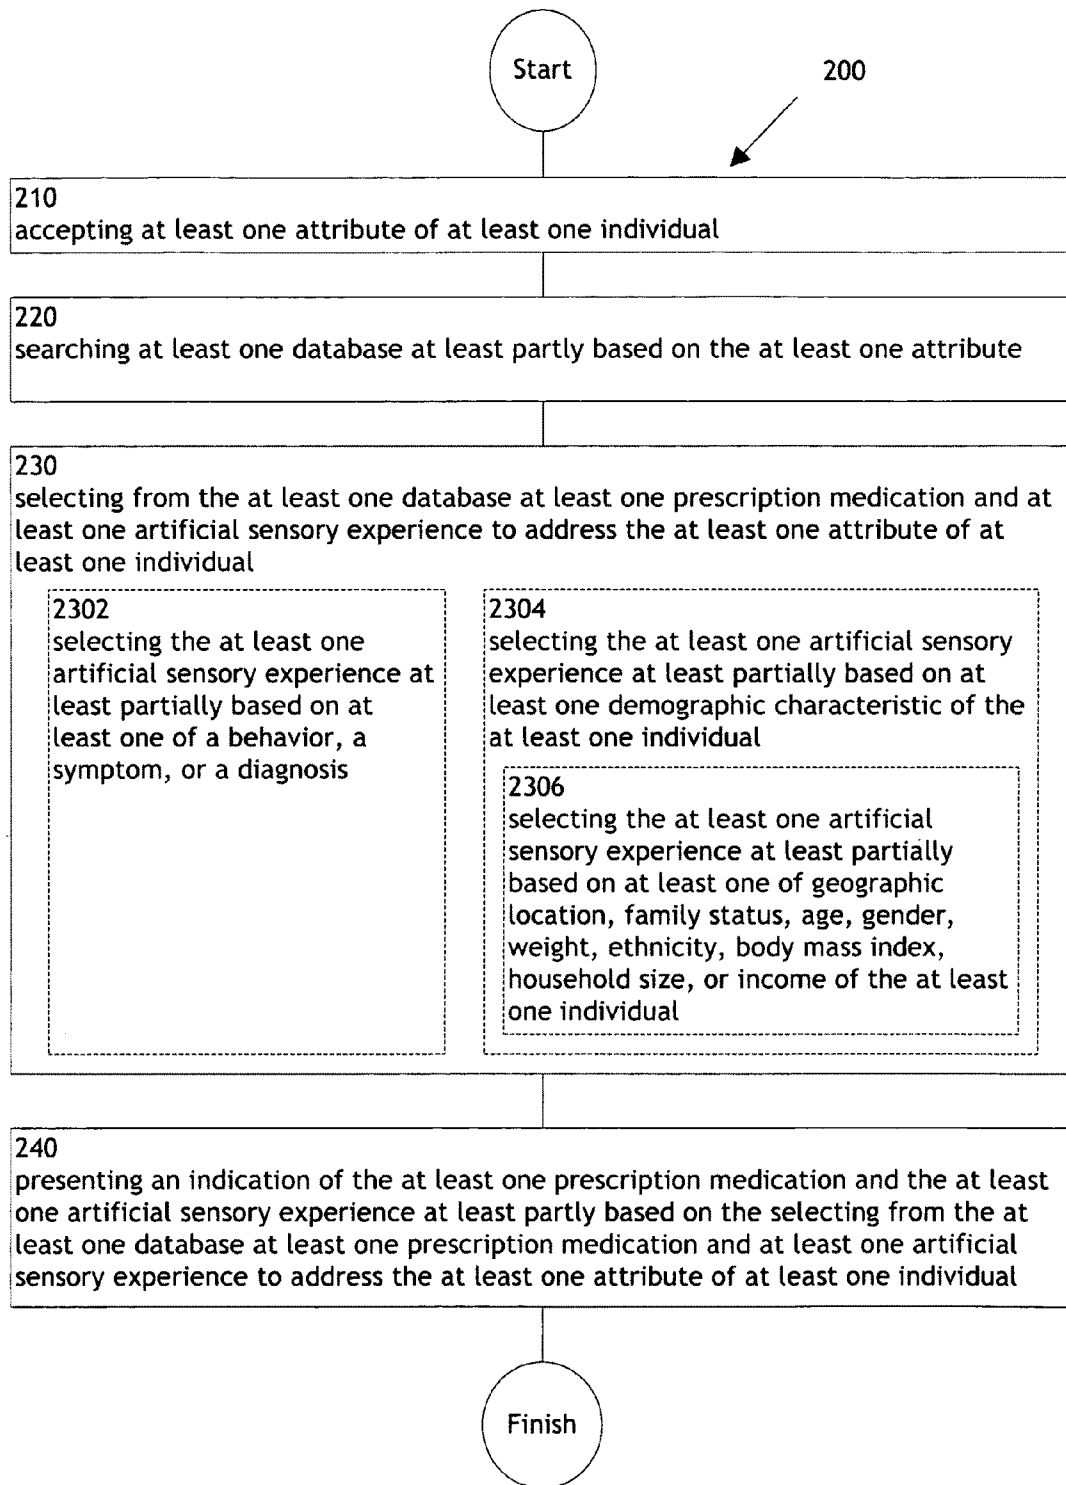 Start
200
210
accepting at least one attribute of at least one individual
220
searching at least one database at least partly based on the at least one attribute
230
selecting from the at least one database at least one prescription medication and at
least one artificial sensory experience to address the at least one attribute of at
least one individual
2302
selecting the at least one
artificial sensory experience at
least partially based on at
least one of a behavior, a
symptom, or a diagnosis
2304
selecting the at least one artificial sensory
experience at least partially based on at
least one demographic characteristic of the
at least one individual
2306
selecting the at least one artificial
sensory experience at least partially
based on at least one of geographic
location, family status, age, gender,
weight, ethnicity, body mass index,
household size, or income of the at least
one individual
240
presenting an indication of the at least one prescription medication and the at least
one artificial sensory experience at least partly based on the selecting from the at
least one database at least one prescription medication and at least one artificial
sensory experience to address the at least one attribute of at least one individual
Finish